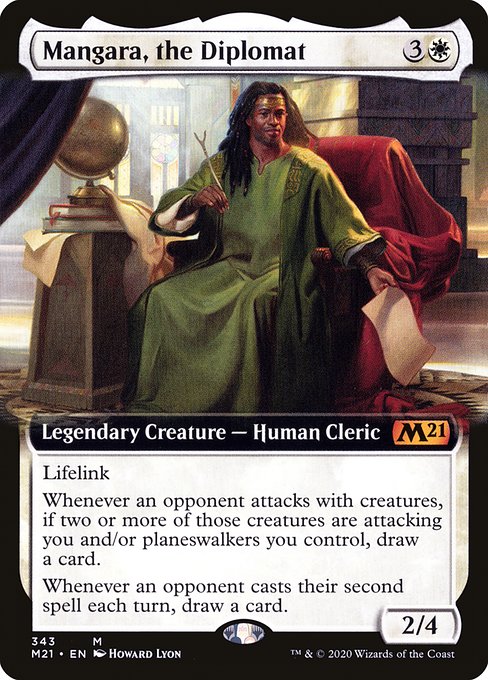 Mangara, the Diplomat 3
Legendary Creature — Human Cleric M21
Lifelink
Whenever an opponent attacks with creatures,
if two or more of those creatures are attacking
you and/or planeswalkers you control, draw
a card.
Whenever an opponent casts their second
spell each turn, draw a card.
2/4
343 M
M21 • EN Howard Lyon
™ & © 2020 Wizards of the Coast